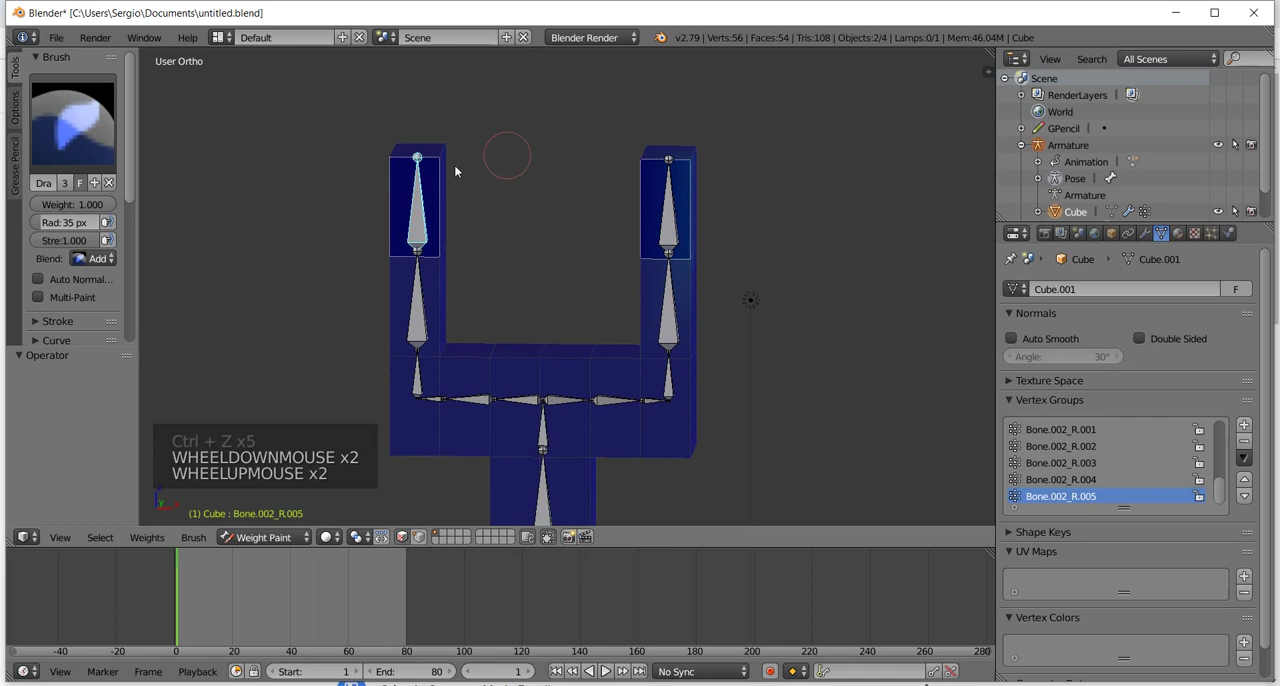 Blender* [C:\Users\Sergio\Documents\untitled.blend]
File Render Window Help Default Scene Blender Render v2.79 | Verts:56 | Faces:54 | Tris:108 | Objects:2/4 | Lamps:0/1 | Mem:46.04M | Cube
Tools
Options
Grease Pencil
Brush
Dra 3 F
Weight: 1.000
Rad: 35 px
Stre: 1.000
Blend: Add
Auto Normal...
Multi-Paint
Stroke
Curve
Operator
User Ortho
Ctrl + Z x5
WHEELDOWNMOUSE x2
WHEELUPMOUSE x2
y
(1) Cube : Bone.002_R.005
View Select Weights Brush Weight Paint
-40 -20 0 20 40 60 80 100 120 140 160 180 200 220 240 260 280
View Marker Frame Playback Start: 1 End: 80 1 No Sync
View Search All Scenes
Scene
RenderLayers
World
GPencil
Armature
Animation
Pose
Armature
Cube
Cube Cube.001
Cube.001 F
Normals
Auto Smooth Double Sided
Angle: 30°
Texture Space
Vertex Groups
Bone.002_R.001
Bone.002_R.002
Bone.002_R.003
Bone.002_R.004
Bone.002_R.005
Shape Keys
UV Maps
Vertex Colors